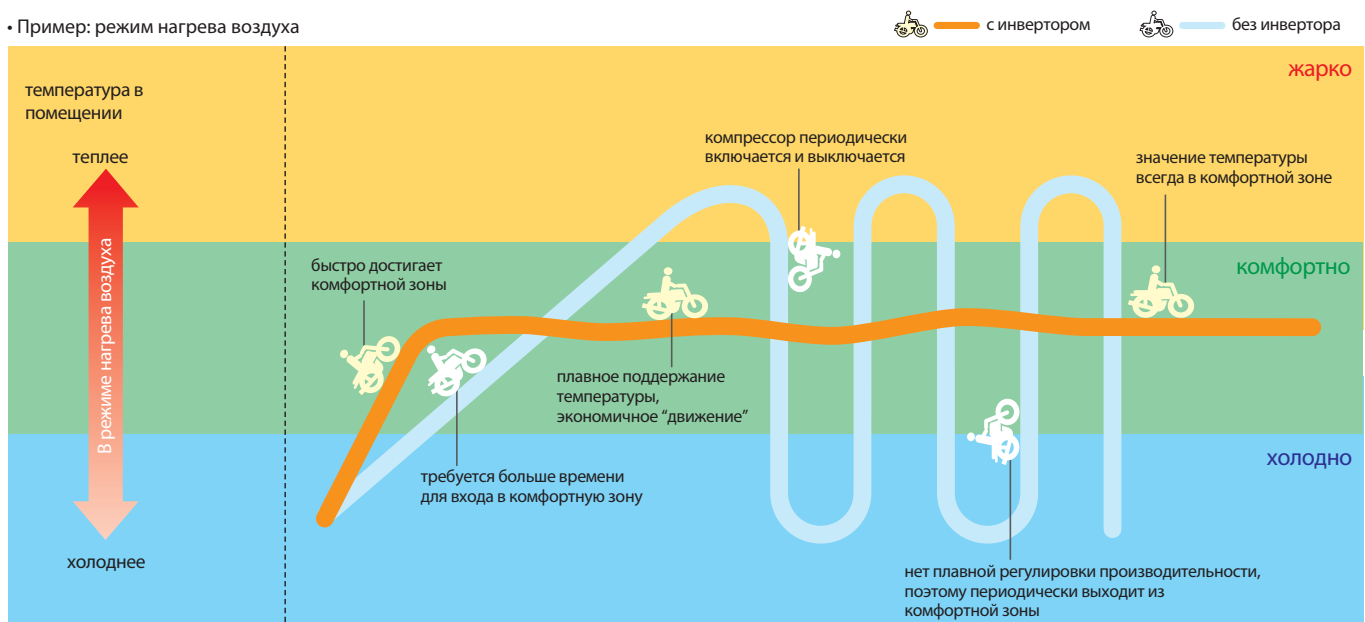 • Пример: режим нагрева воздуха
с инвертором
без инвертора
жарко
температура в
помещении
теплее
В режиме нагрева воздуха
холоднее
компрессор периодически
включается и выключается
значение температуры
всегда в комфортной зоне
комфортно
быстро достигает
комфортной зоны
плавное поддержание
температуры,
экономичное “движение”
холодно
требуется больше времени
для входа в комфортную зону
нет плавной регулировки производительности,
поэтому периодически выходит из
комфортной зоны